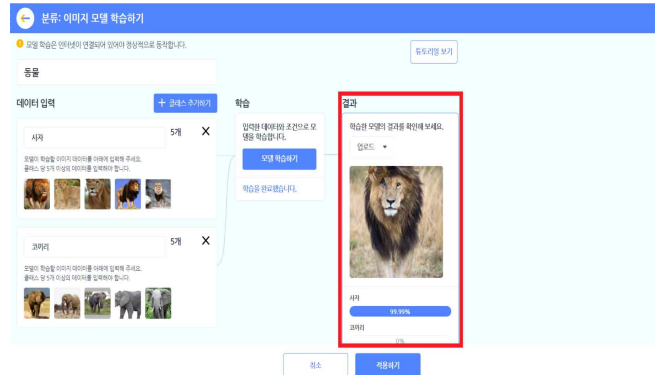 분류: 이미지 모델 학습하기
모델 학습은 인터넷이 연결되어 있어야 정상적으로 동작합니다.
튜토리얼 보기
동물
데이터 입력
+ 클래스 추가하기
학습
결과
사자
5개 X
모델이 학습할 이미지 데이터를 아래에 입력해 주세요.
클래스 당 5개 이상의 데이터를 입력해야 합니다.
입력한 데이터와 조건으로 모
델을 학습합니다.
모델 학습하기
학습을 완료했습니다.
학습한 모델의 결과를 확인해 보세요.
업로드
코끼리
5개 X
모델이 학습할 이미지 데이터를 아래에 입력해 주세요.
클래스 당 5개 이상의 데이터를 입력해야 합니다.
사자
99.99%
코끼리
0%
취소
적용하기